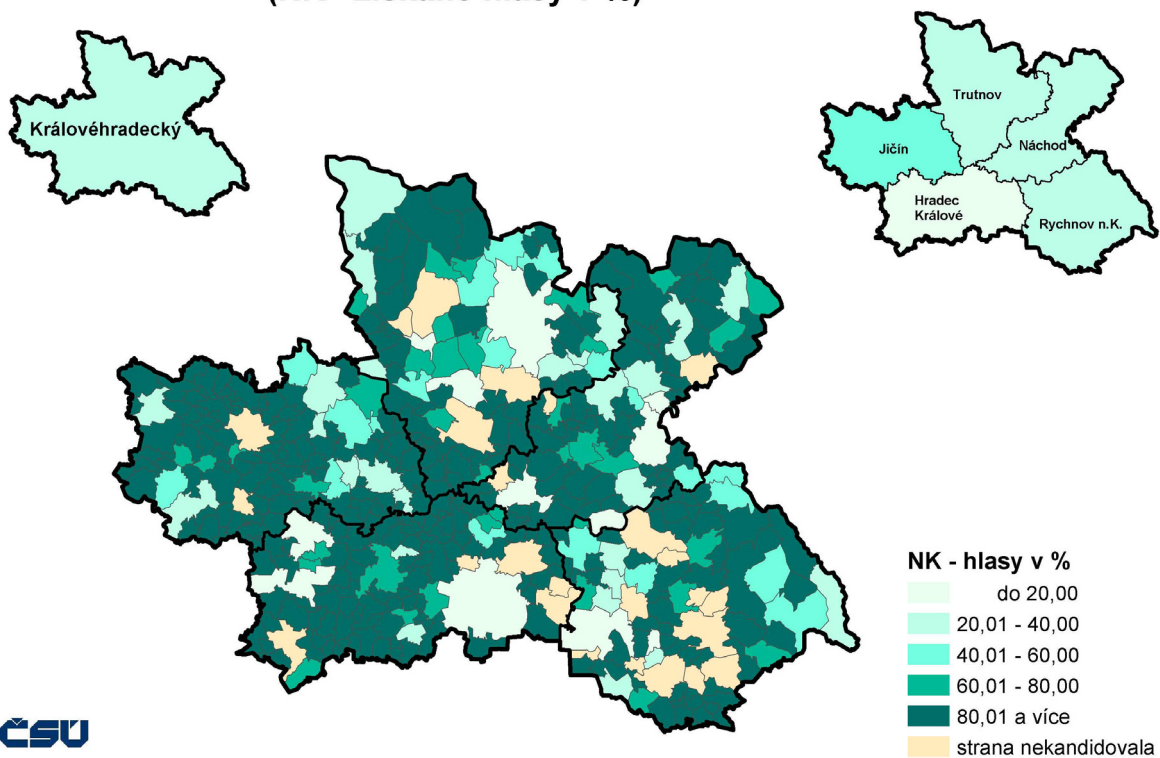 Královéhradecký
Trutnov
Jičín
Náchod
Hradec
Králové
Rychnov n.K.
NK - hlasy v %
do 20,00
20,01 - 40,00
40,01 - 60,00
60,01 - 80,00
80,01 a více
strana nekandidovala
ČSÚ